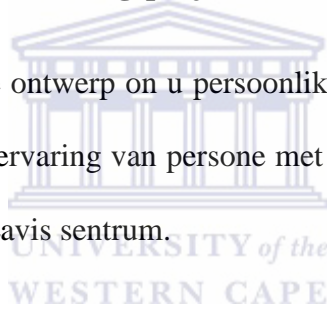 ontwerp on u persoonlik
ervaring van persone met
avis sentrum.
UNIVERSITY of the
WESTERN CAPE